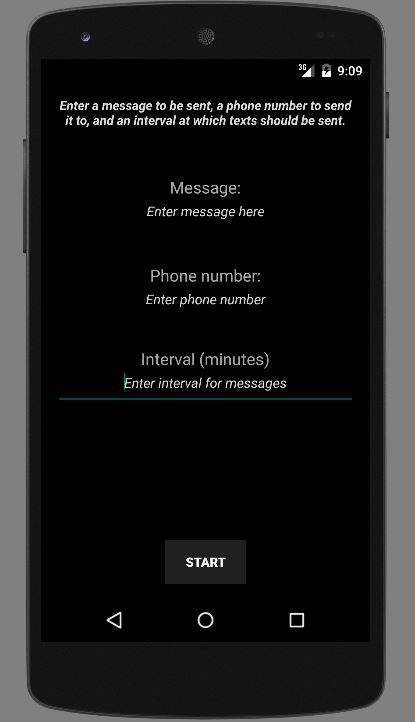 3G 9:09
Enter a message to be sent, a phone number to send
it to, and an interval at which texts should be sent.
Message:
Enter message here
Phone number:
Enter phone number
Interval (minutes)
Enter interval for messages
START